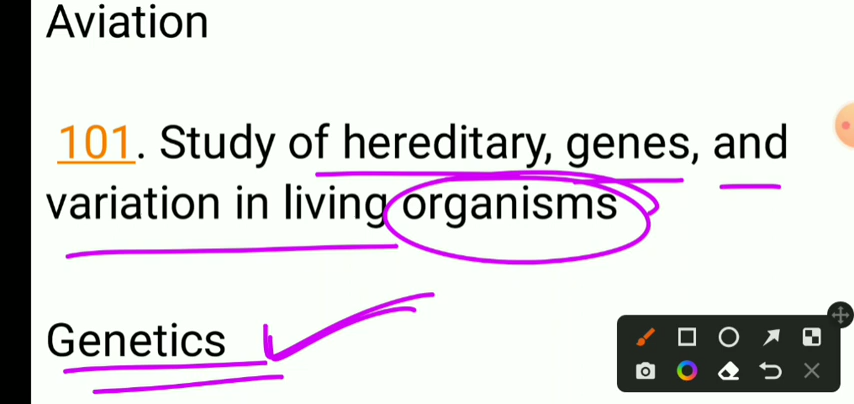 Aviation
101. Study of hereditary, genes, and
variation in living organisms
Genetics